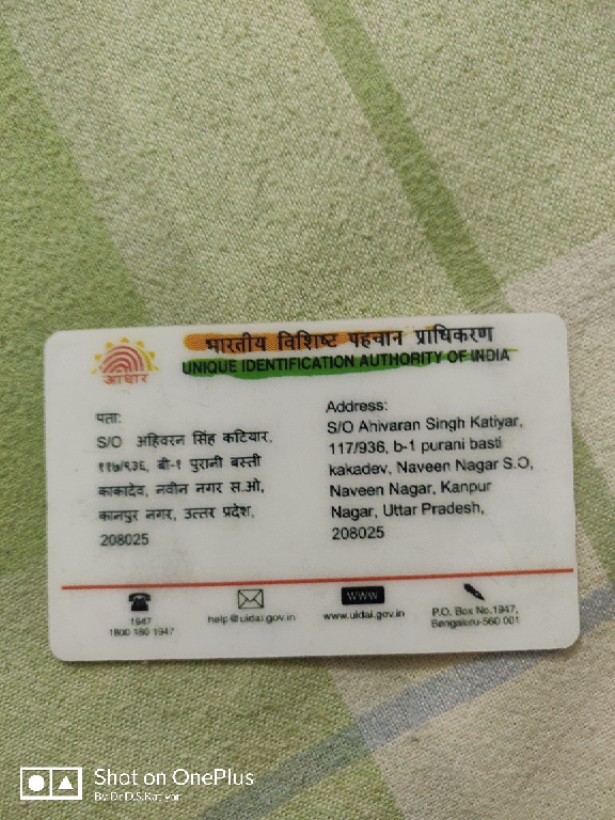 भारतीय विशिष्ट पहचान प्राधिकरण
UNIQUE IDENTIFICATION AUTHORITY OF INDIA
आधार
पता:
S/O अहिवरन सिंह कटियार,
११७/९३६, बी-१ पुरानी बस्ती
काकादेव, नवीन नगर स.ओ,
कानपुर नगर, उत्तर प्रदेश,
208025
Address:
S/O Ahivaran Singh Katiyar,
117/936, b-1 purani basti
kakadev, Naveen Nagar S.O,
Naveen Nagar, Kanpur
Nagar, Uttar Pradesh,
208025
1947
1800 180 1947
help@uidai.gov.in
WWW
www.uidai.gov.in
P.O. Box No.1947,
Bengaluru-560 001
Shot on OnePlus
By Dr D.S.Katiyar